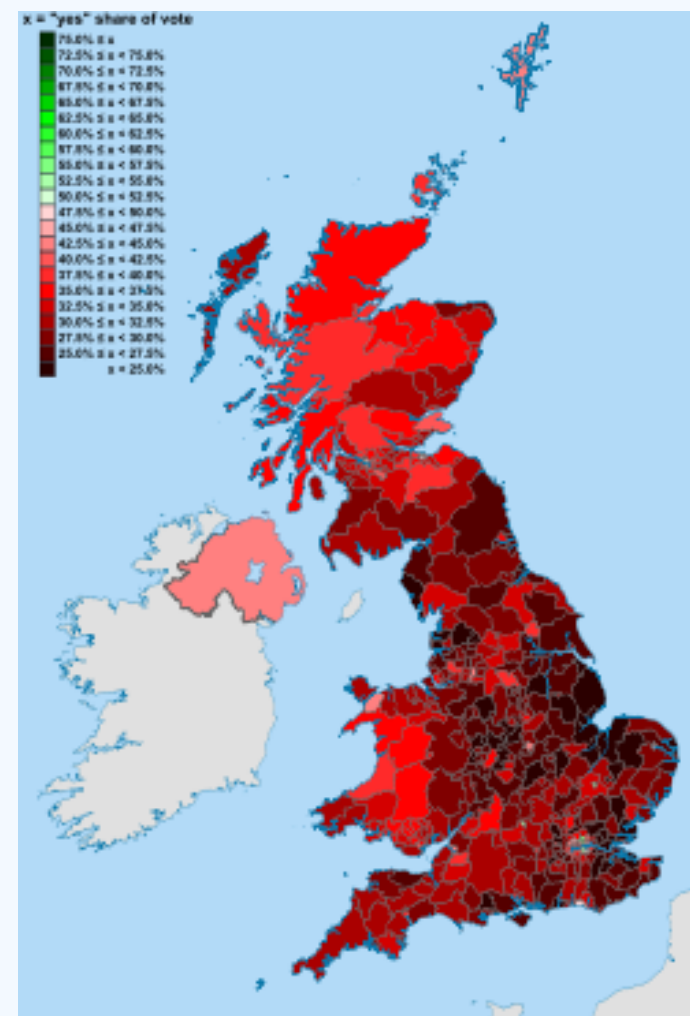 x = "yes" share of vote
75.0% ≤ x
72.5% ≤ x < 75.0%
70.0% ≤ x < 72.5%
67.5% ≤ x < 70.0%
65.0% ≤ x < 67.5%
62.5% ≤ x < 65.0%
60.0% ≤ x < 62.5%
57.5% ≤ x < 60.0%
55.0% ≤ x < 57.5%
52.5% ≤ x < 55.0%
50.0% ≤ x < 52.5%
47.5% ≤ x < 50.0%
45.0% ≤ x < 47.5%
42.5% ≤ x < 45.0%
40.0% ≤ x < 42.5%
37.5% ≤ x < 40.0%
35.0% ≤ x < 37.5%
32.5% ≤ x < 35.0%
30.0% ≤ x < 32.5%
27.5% ≤ x < 30.0%
25.0% ≤ x < 27.5%
x < 25.0%